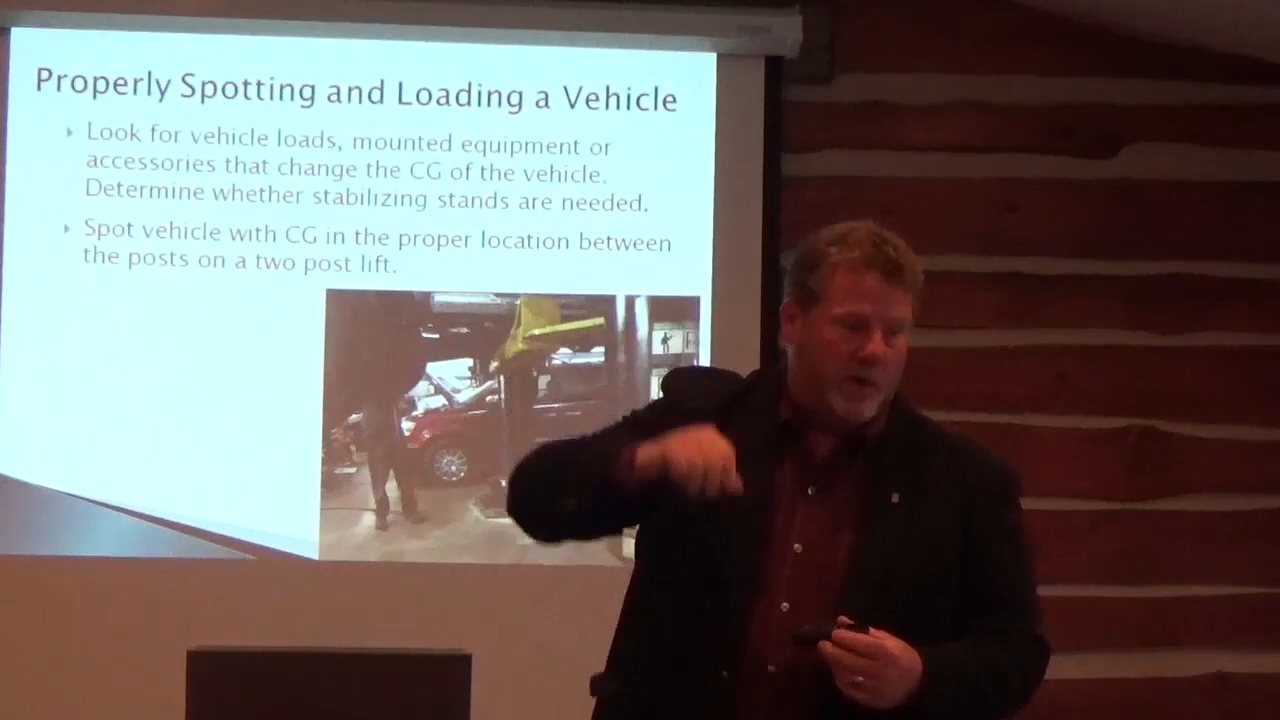 Properly Spotting and Loading a Vehicle
Look for vehicle loads, mounted equipment or
accessories that change the CG of the vehicle.
Determine whether stabilizing stands are needed.
Spot vehicle with CG in the proper location between
the posts on a two post lift.